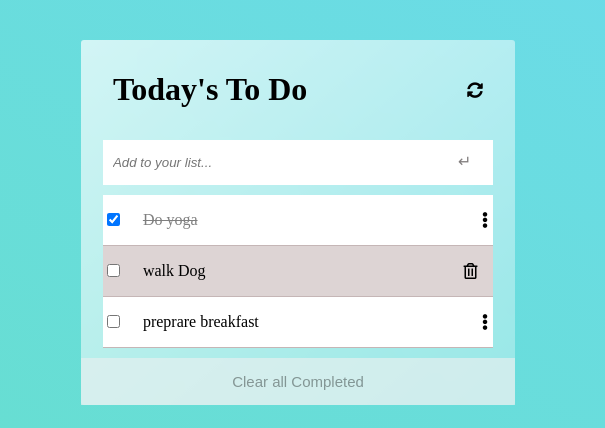 Today's To Do
Add to your list...
Do yoga
walk Dog
preprare breakfast
Clear all Completed